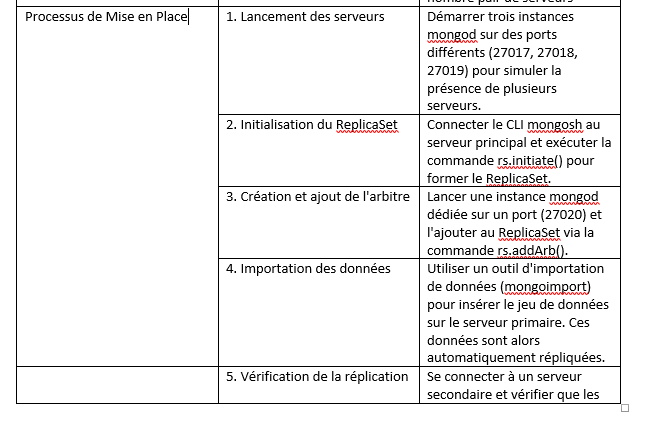 nombre pair de serveurs
Processus de Mise en Place
1. Lancement des serveurs
Démarrer trois instances
mongod sur des ports
différents (27017, 27018,
27019) pour simuler la
présence de plusieurs
serveurs.
2. Initialisation du ReplicaSet
Connecter le CLI mongosh au
serveur principal et exécuter la
commande rs.initiate() pour
former le ReplicaSet.
3. Création et ajout de l'arbitre
Lancer une instance mongod
dédiée sur un port (27020) et
l'ajouter au ReplicaSet via la
commande rs.addArb().
4. Importation des données
Utiliser un outil d'importation
de données (mongoimport)
pour insérer le jeu de données
sur le serveur primaire. Ces
données sont alors
automatiquement répliquées.
5. Vérification de la réplication
Se connecter à un serveur
secondaire et vérifier que les